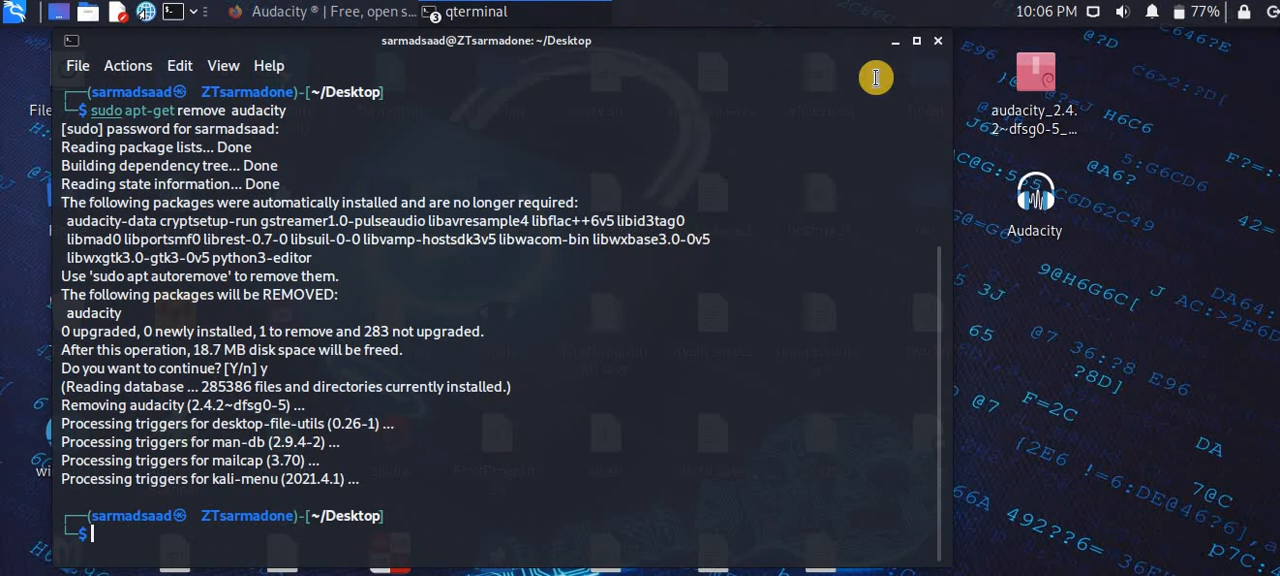 Audacity ® | Free, open s...
3 qterminal
10:06 PM
77%
sarmadsaad@ZTsarmadone: ~/Desktop
File Actions Edit View Help
┌──(sarmadsaad㉿ ZTsarmadone)-[~/Desktop]
└─$ sudo apt-get remove audacity
[sudo] password for sarmadsaad:
Reading package lists... Done
Building dependency tree... Done
Reading state information... Done
The following packages were automatically installed and are no longer required:
audacity-data cryptsetup-run gstreamer1.0-pulseaudio libavresample4 libflac++6v5 libid3tag0
libmad0 libportsmf0 librest-0.7-0 libsuil-0-0 libvamp-hostsdk3v5 libwacom-bin libwxbase3.0-0v5
libwxgtk3.0-gtk3-0v5 python3-editor
Use 'sudo apt autoremove' to remove them.
The following packages will be REMOVED:
audacity
0 upgraded, 0 newly installed, 1 to remove and 283 not upgraded.
After this operation, 18.7 MB disk space will be freed.
Do you want to continue? [Y/n] y
(Reading database ... 285386 files and directories currently installed.)
Removing audacity (2.4.2~dfsg0-5) ...
Processing triggers for desktop-file-utils (0.26-1) ...
Processing triggers for man-db (2.9.4-2) ...
Processing triggers for mailcap (3.70) ...
Processing triggers for kali-menu (2021.4.1) ...
┌──(sarmadsaad㉿ ZTsarmadone)-[~/Desktop]
└─$
audacity_2.4.
2~dfsg0-5_...
Audacity